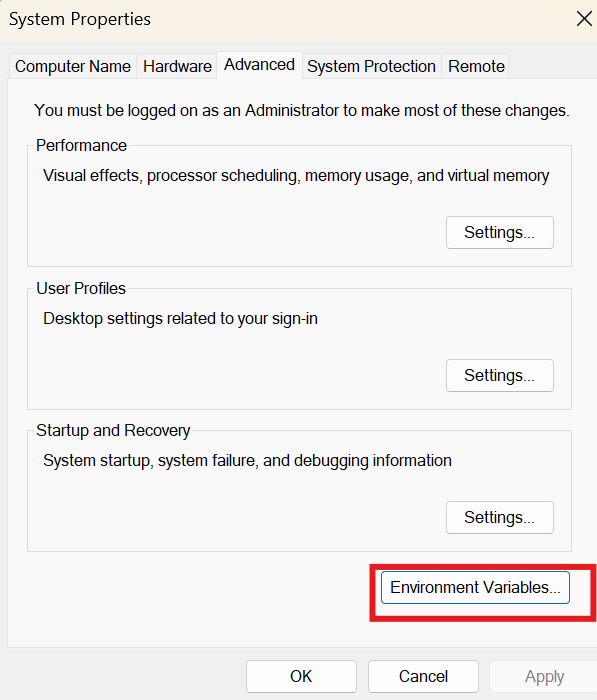 System Properties
Computer Name
Hardware
Advanced
System Protection
Remote
You must be logged on as an Administrator to make most of these changes.
Performance
Visual effects, processor scheduling, memory usage, and virtual memory
Settings...
User Profiles
Desktop settings related to your sign-in
Settings...
Startup and Recovery
System startup, system failure, and debugging information
Settings...
Environment Variables...
OK
Cancel
Apply